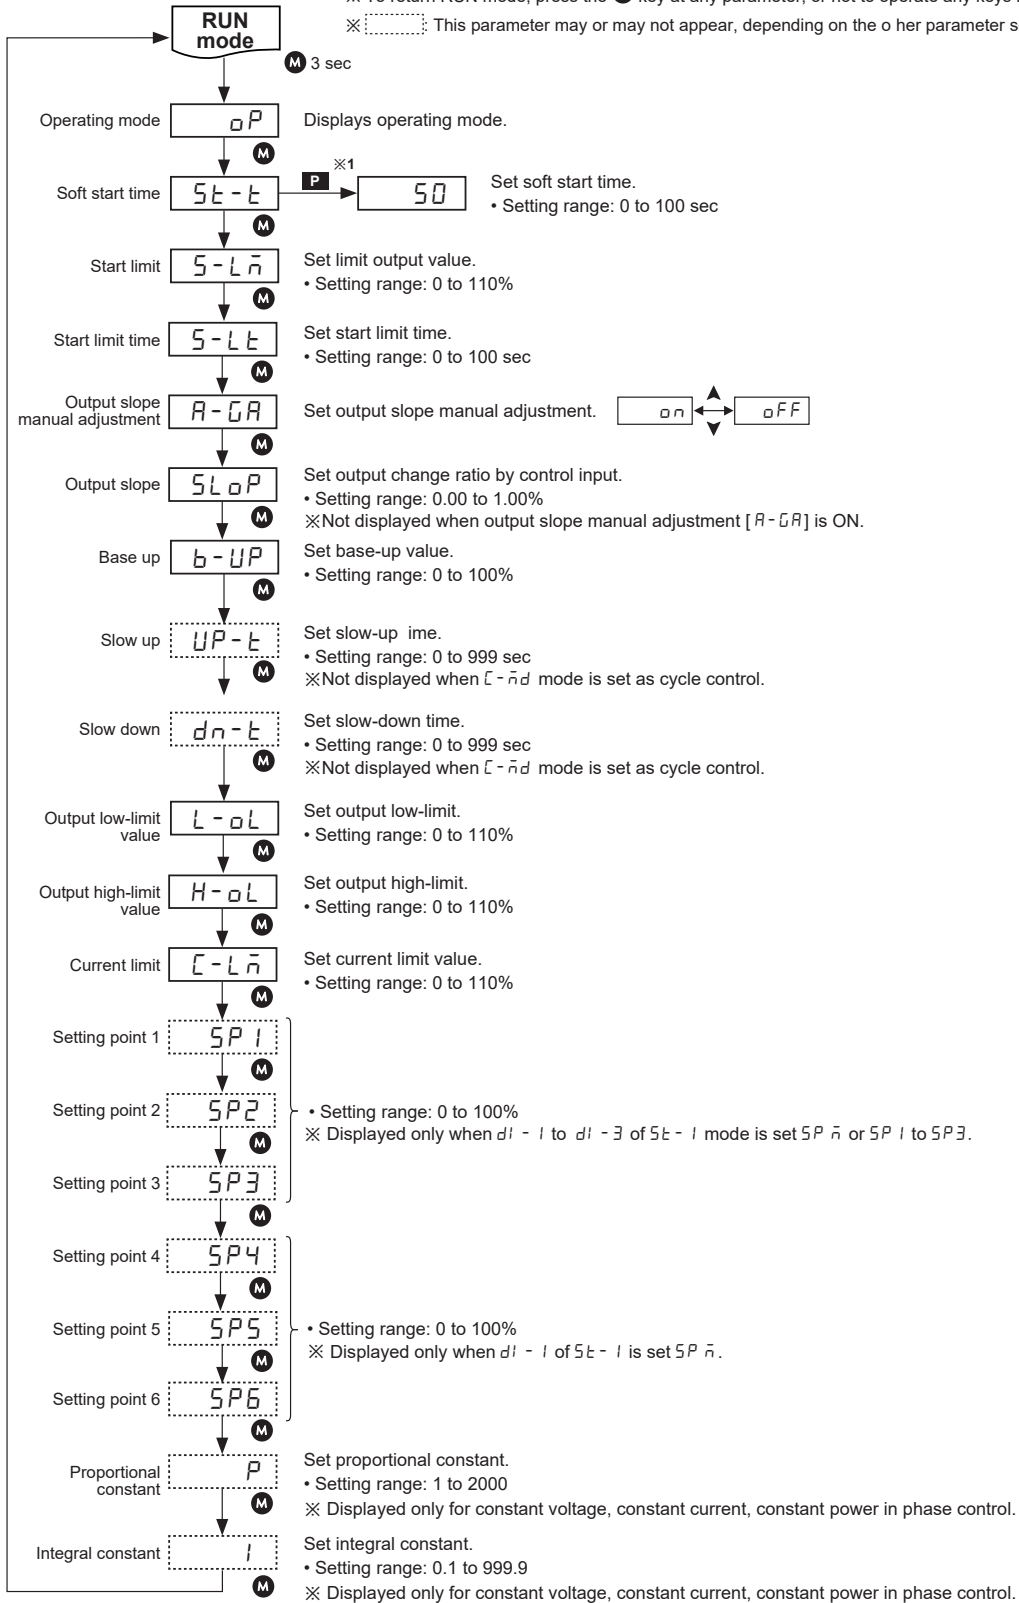 ※ To return RUN mode, press the M key at any parameter, or not to operate any keys
RUN
mode
※ : This parameter may or may not appear, depending on the o her parameter s
M 3 sec
Operating mode oP Displays operating mode.
M
Soft start time St-t P ※1 50 Set soft start time.
• Setting range: 0 to 100 sec
M
Start limit S-Lm Set limit output value.
• Setting range: 0 to 110%
M
Start limit time S-Lt Set start limit time.
• Setting range: 0 to 100 sec
M
Output slope
manual adjustment A-GA Set output slope manual adjustment. on oFF
M
Output slope SLoP Set output change ratio by control input.
• Setting range: 0.00 to 1.00%
※Not displayed when output slope manual adjustment [A-GA] is ON.
M
Base up b-UP Set base-up value.
• Setting range: 0 to 100%
M
Slow up UP-t Set slow-up ime.
• Setting range: 0 to 999 sec
※Not displayed when C-md mode is set as cycle control.
M
Slow down dn-t Set slow-down time.
• Setting range: 0 to 999 sec
※Not displayed when C-md mode is set as cycle control.
M
Output low-limit
value L-oL Set output low-limit.
• Setting range: 0 to 110%
M
Output high-limit
value H-oL Set output high-limit.
• Setting range: 0 to 110%
M
Current limit C-Lm Set current limit value.
• Setting range: 0 to 110%
M
Setting point 1 SP1
M
Setting point 2 SP2
• Setting range: 0 to 100%
※ Displayed only when dI-1 to dI-3 of St-1 mode is set SPm or SP1 to SP3.
M
Setting point 3 SP3
M
Setting point 4 SP4
M
Setting point 5 SP5
• Setting range: 0 to 100%
※ Displayed only when dI-1 of St-1 is set SPm.
M
Setting point 6 SP6
M
Proportional
constant P Set proportional constant.
• Setting range: 1 to 2000
※ Displayed only for constant voltage, constant current, constant power in phase control.
M
Integral constant I Set integral constant.
• Setting range: 0.1 to 999.9
※ Displayed only for constant voltage, constant current, constant power in phase control.
M